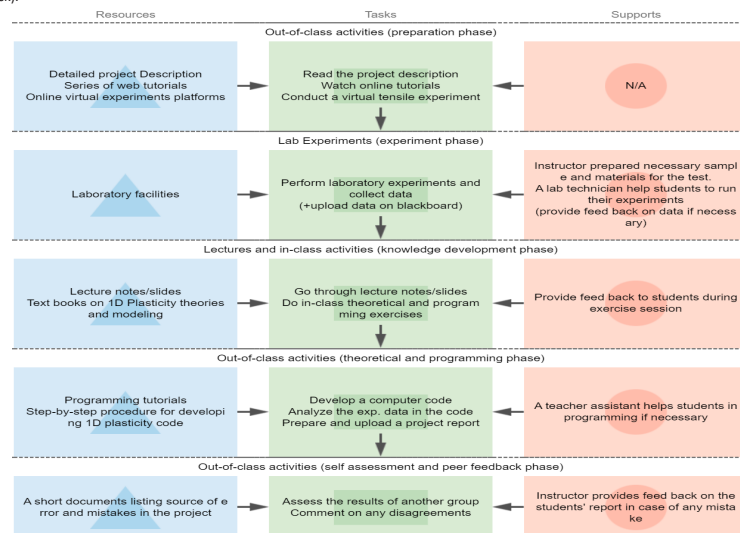 Resources Tasks Supports
Out-of-class activities (preparation phase)
Detailed project Description
Series of web tutorials
Online virtual experiments platforms
Read the project description
Watch online tutorials
Conduct a virtual tensile experiment
N/A
Lab Experiments (experiment phase)
Laboratory facilities
Perform laboratory experiments and
collect data
(+upload data on blackboard)
Instructor prepared necessary sampl
e and materials for the test.
A lab technician help students to run
their experiments
(provide feed back on data if necess
ary)
Lectures and in-class activities (knowledge development phase)
Lecture notes/slides
Text books on 1D Plasticity theories
and modeling
Go through lecture notes/slides
Do in-class theoretical and program
ming exercises
Provide feed back to students during
exercise session
Out-of-class activities (theoretical and programming phase)
Programming tutorials
Step-by-step procedure for developi
ng 1D plasticity code
Develop a computer code
Analyze the exp. data in the code
Prepare and upload a project report
A teacher assistant helps students in
programming if necessary
Out-of-class activities (self assessment and peer feedback phase)
A short documents listing source of e
rror and mistakes in the project
Assess the results of another group
Comment on any disagreements
Instructor provides feed back on the
students' report in case of any mista
ke